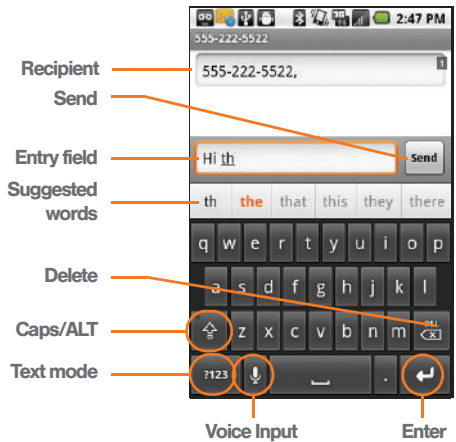 2:47 PM
555-222-5522
Recipient
555-222-5522,
1
Send
Entry field
Hi th
Send
Suggested words
th the that this they there
q w e r t y u i o p
a s d f g h j k l
Delete
Caps/ALT
z x c v b n m
DEL
Text mode
?123
.
Voice Input
Enter